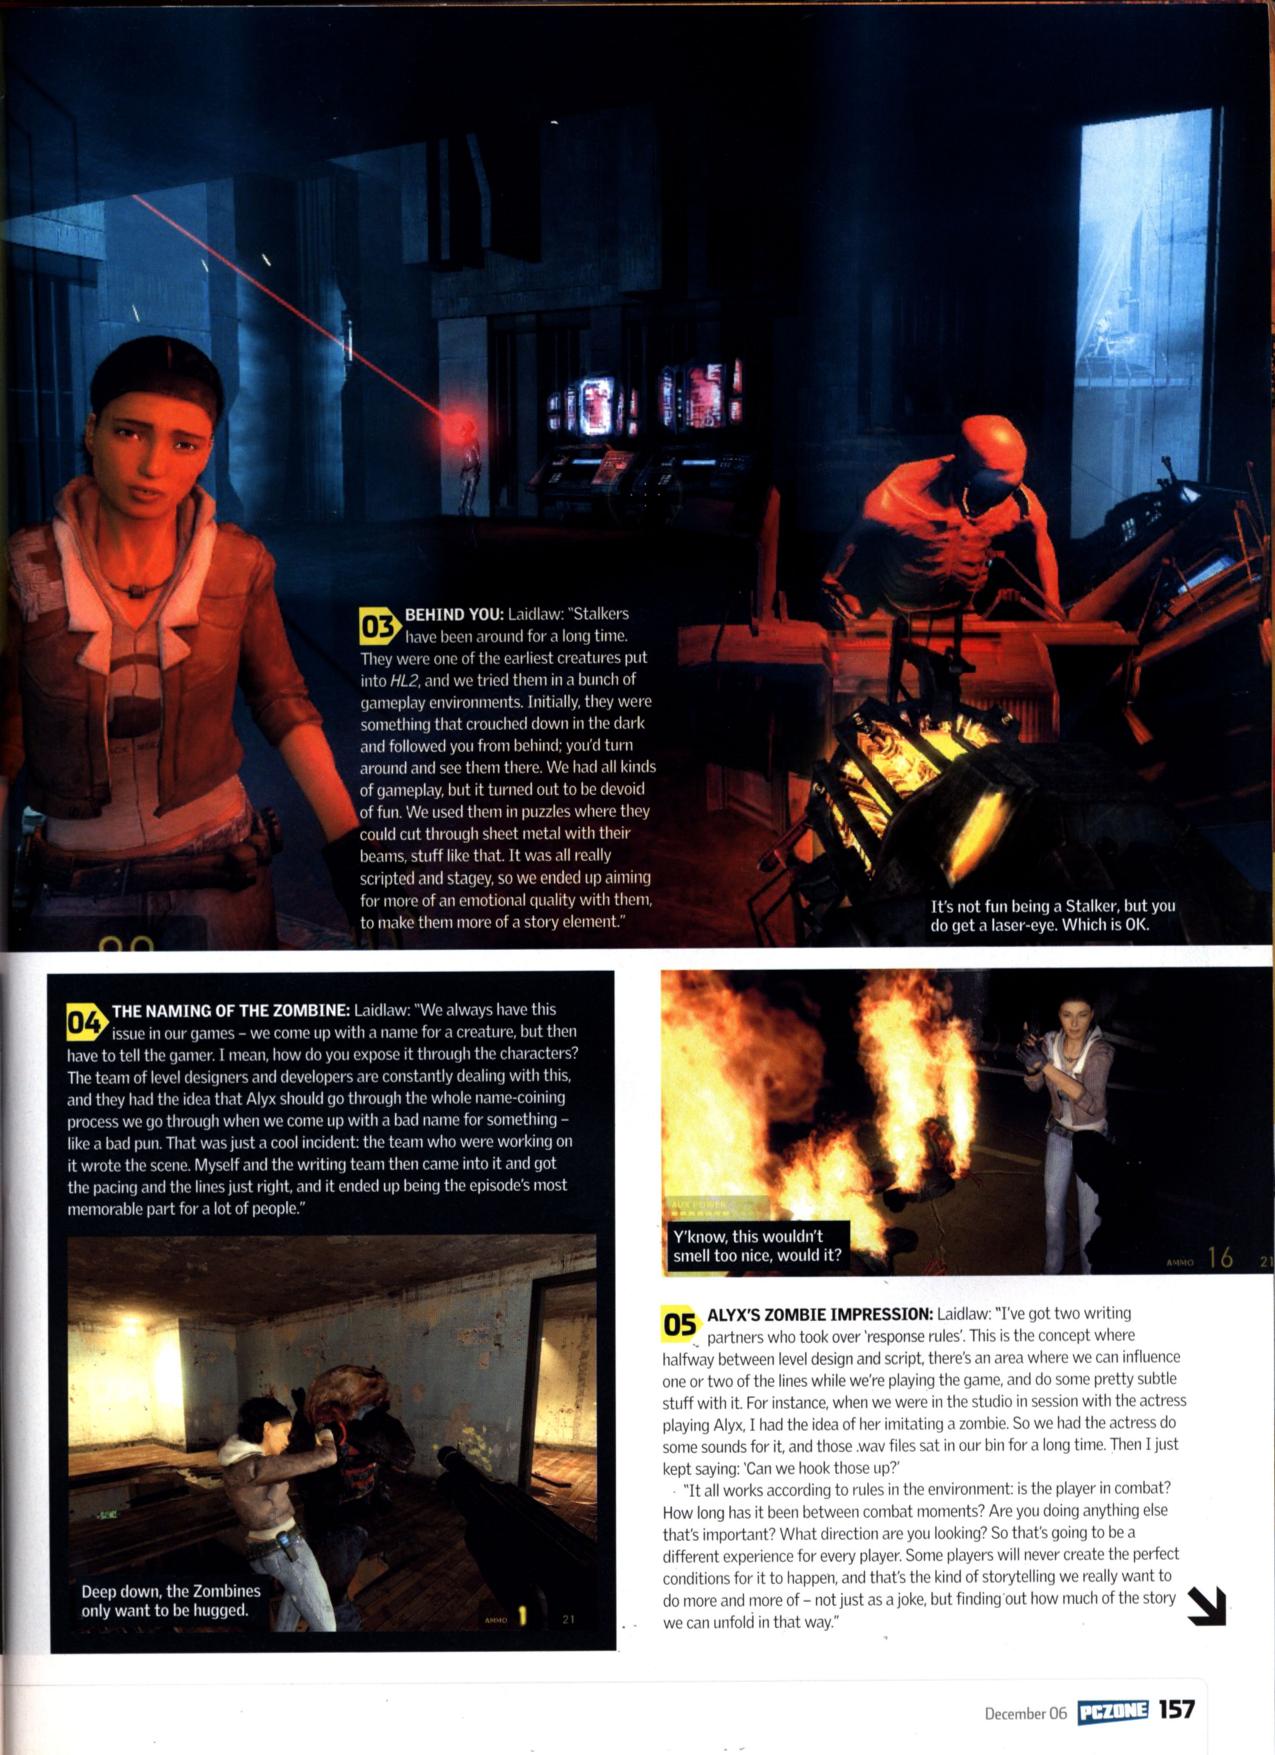 03 BEHIND YOU: Laidlaw: "Stalkers
have been around for a long time.
They were one of the earliest creatures put
into HL2, and we tried them in a bunch of
gameplay environments. Initially, they were
something that crouched down in the dark
and followed you from behind; you'd turn
around and see them there. We had all kinds
of gameplay, but it turned out to be devoid
of fun. We used them in puzzles where they
could cut through sheet metal with their
beams, stuff like that. It was all really
scripted and stagey, so we ended up aiming
for more of an emotional quality with them,
to make them more of a story element."
It's not fun being a Stalker, but you
do get a laser-eye. Which is OK.
04 THE NAMING OF THE ZOMBINE: Laidlaw: "We always have this
issue in our games – we come up with a name for a creature, but then
have to tell the gamer. I mean, how do you expose it through the characters?
The team of level designers and developers are constantly dealing with this,
and they had the idea that Alyx should go through the whole name-coining
process we go through when we come up with a bad name for something –
like a bad pun. That was just a cool incident: the team who were working on
it wrote the scene. Myself and the writing team then came into it and got
the pacing and the lines just right, and it ended up being the episode's most
memorable part for a lot of people."
Deep down, the Zombines
only want to be hugged.
AMMO 1 21
AUX POWER
Y'know, this wouldn't
smell too nice, would it?
AMMO 16 21
05 ALYX'S ZOMBIE IMPRESSION: Laidlaw: "I've got two writing
partners who took over 'response rules'. This is the concept where
halfway between level design and script, there's an area where we can influence
one or two of the lines while we're playing the game, and do some pretty subtle
stuff with it. For instance, when we were in the studio in session with the actress
playing Alyx, I had the idea of her imitating a zombie. So we had the actress do
some sounds for it, and those .wav files sat in our bin for a long time. Then I just
kept saying: 'Can we hook those up?'
"It all works according to rules in the environment: is the player in combat?
How long has it been between combat moments? Are you doing anything else
that's important? What direction are you looking? So that's going to be a
different experience for every player. Some players will never create the perfect
conditions for it to happen, and that's the kind of storytelling we really want to
do more and more of – not just as a joke, but finding out how much of the story
we can unfold in that way."
December 06 PCZONE 157